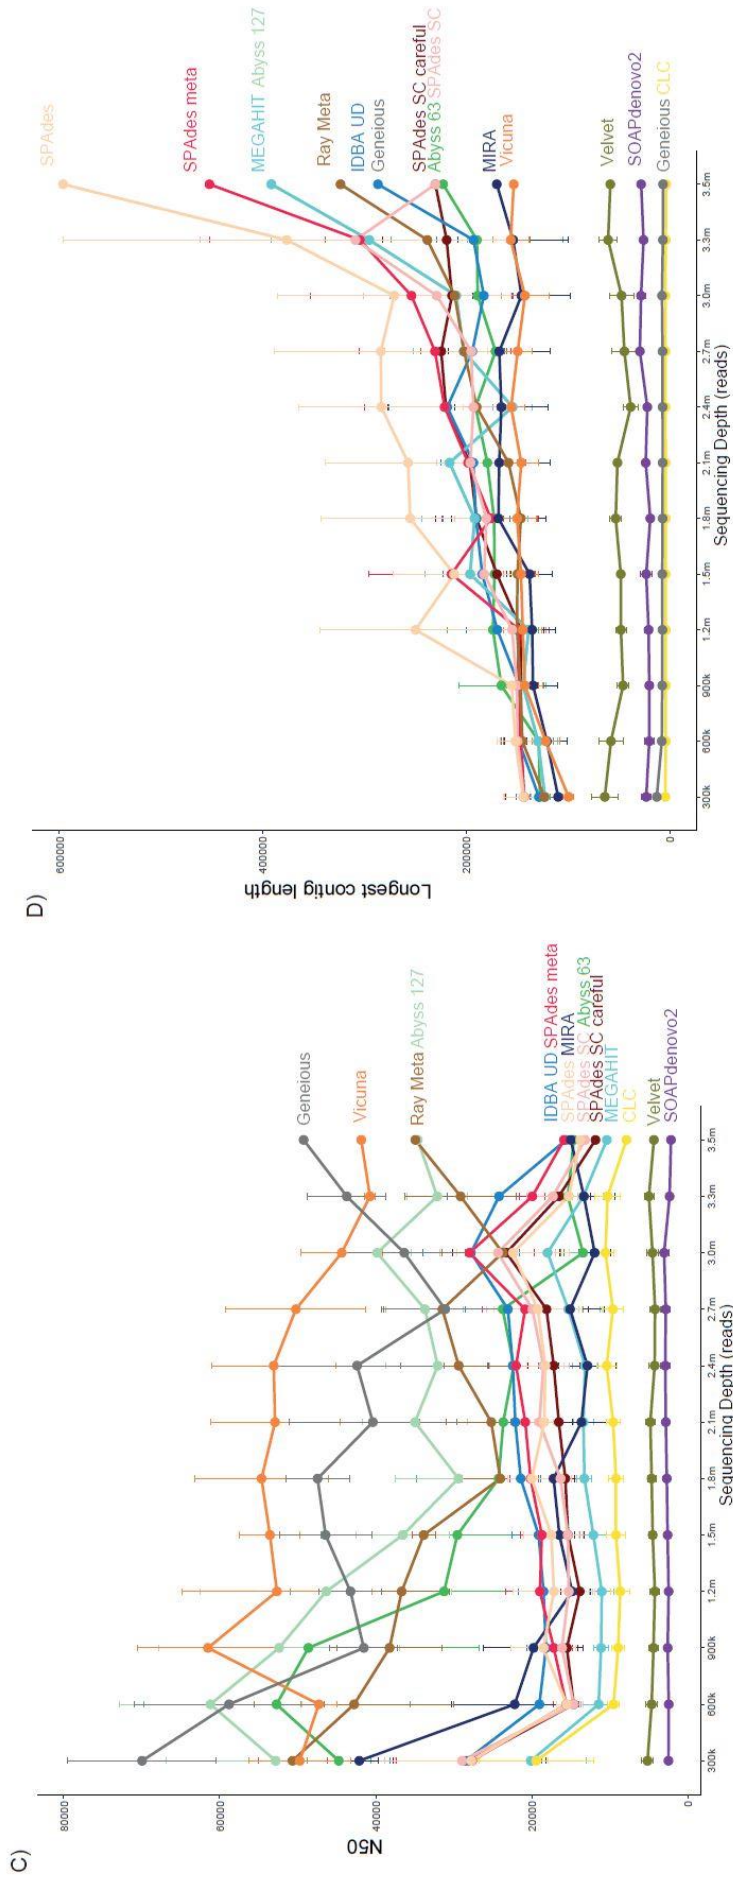 C)
N50
80000
60000
40000
20000
0
300k
600k
900k
1.2m
1.5m
1.8m
2.1m
2.4m
2.7m
3.0m
3.3m
3.5m
Sequencing Depth (reads)
Geneious
Vicuna
Ray Meta Abyss 127
IDBA UD SPAdes meta
SPAdes MIRA
SPAdes SC Abyss 63
SPAdes SC careful
MEGAHIT
CLC
Velvet
SOAPdenovo2
D)
Longest contig length
600000
400000
200000
0
300k
600k
900k
1.2m
1.5m
1.8m
2.1m
2.4m
2.7m
3.0m
3.3m
3.5m
Sequencing Depth (reads)
SPAdes
SPAdes meta
MEGAHIT Abyss 127
Ray Meta
IDBA UD
Geneious
SPAdes SC careful
Abyss 63 SPAdes SC
MIRA
Vicuna
Velvet
SOAPdenovo2
Geneious CLC